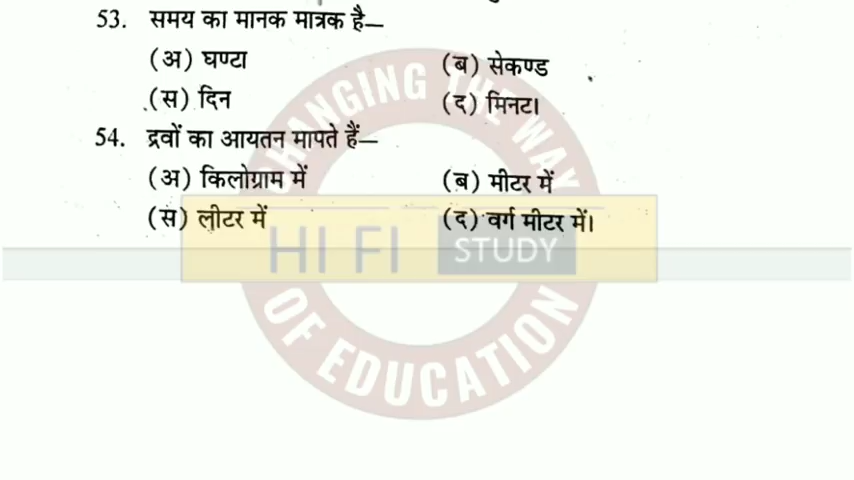 53. समय का मानक मात्रक है—
(अ) घण्टा (ब) सेकण्ड
(स) दिन (द) मिनट।
54. द्रवों का आयतन मापते हैं—
(अ) किलोग्राम में (ब) मीटर में
(स) लीटर में (द) वर्ग मीटर में।
CHANGING THE WAY
HI FI STUDY
OF EDUCATION